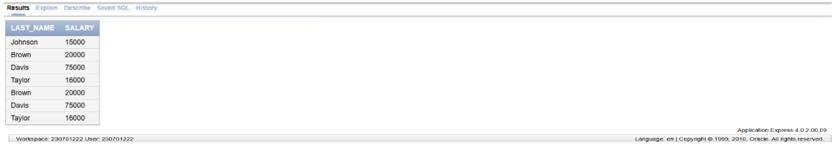 Results Explain Describe Saved SQL History
LAST_NAME SALARY
Johnson 15000
Brown 20000
Davis 75000
Taylor 16000
Brown 20000
Davis 75000
Taylor 16000
Application Express 4.0.2.00.09
Workspace: 230701222 User: 230701222 Language: en | Copyright © 1999, 2010, Oracle. All rights reserved.